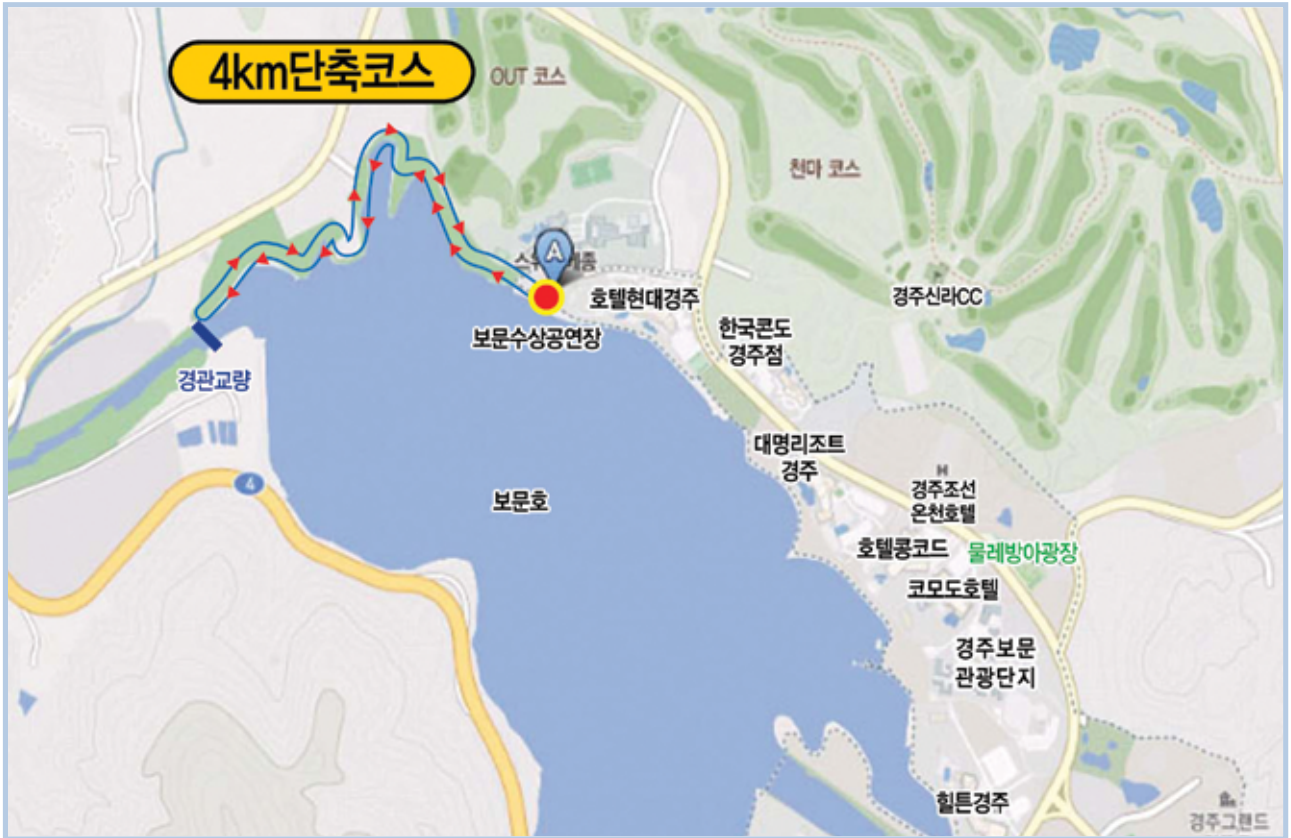 4km단축코스
OUT 코스
천마 코스
A
호텔현대경주
경주신라CC
보문수상공연장
한국콘도
경주점
경관교량
대명리조트
경주
4
보문호
H
경주조선
온천호텔
호텔콩코드
물레방아광장
코모도호텔
경주보문
관광단지
힐튼경주
경주그랜드